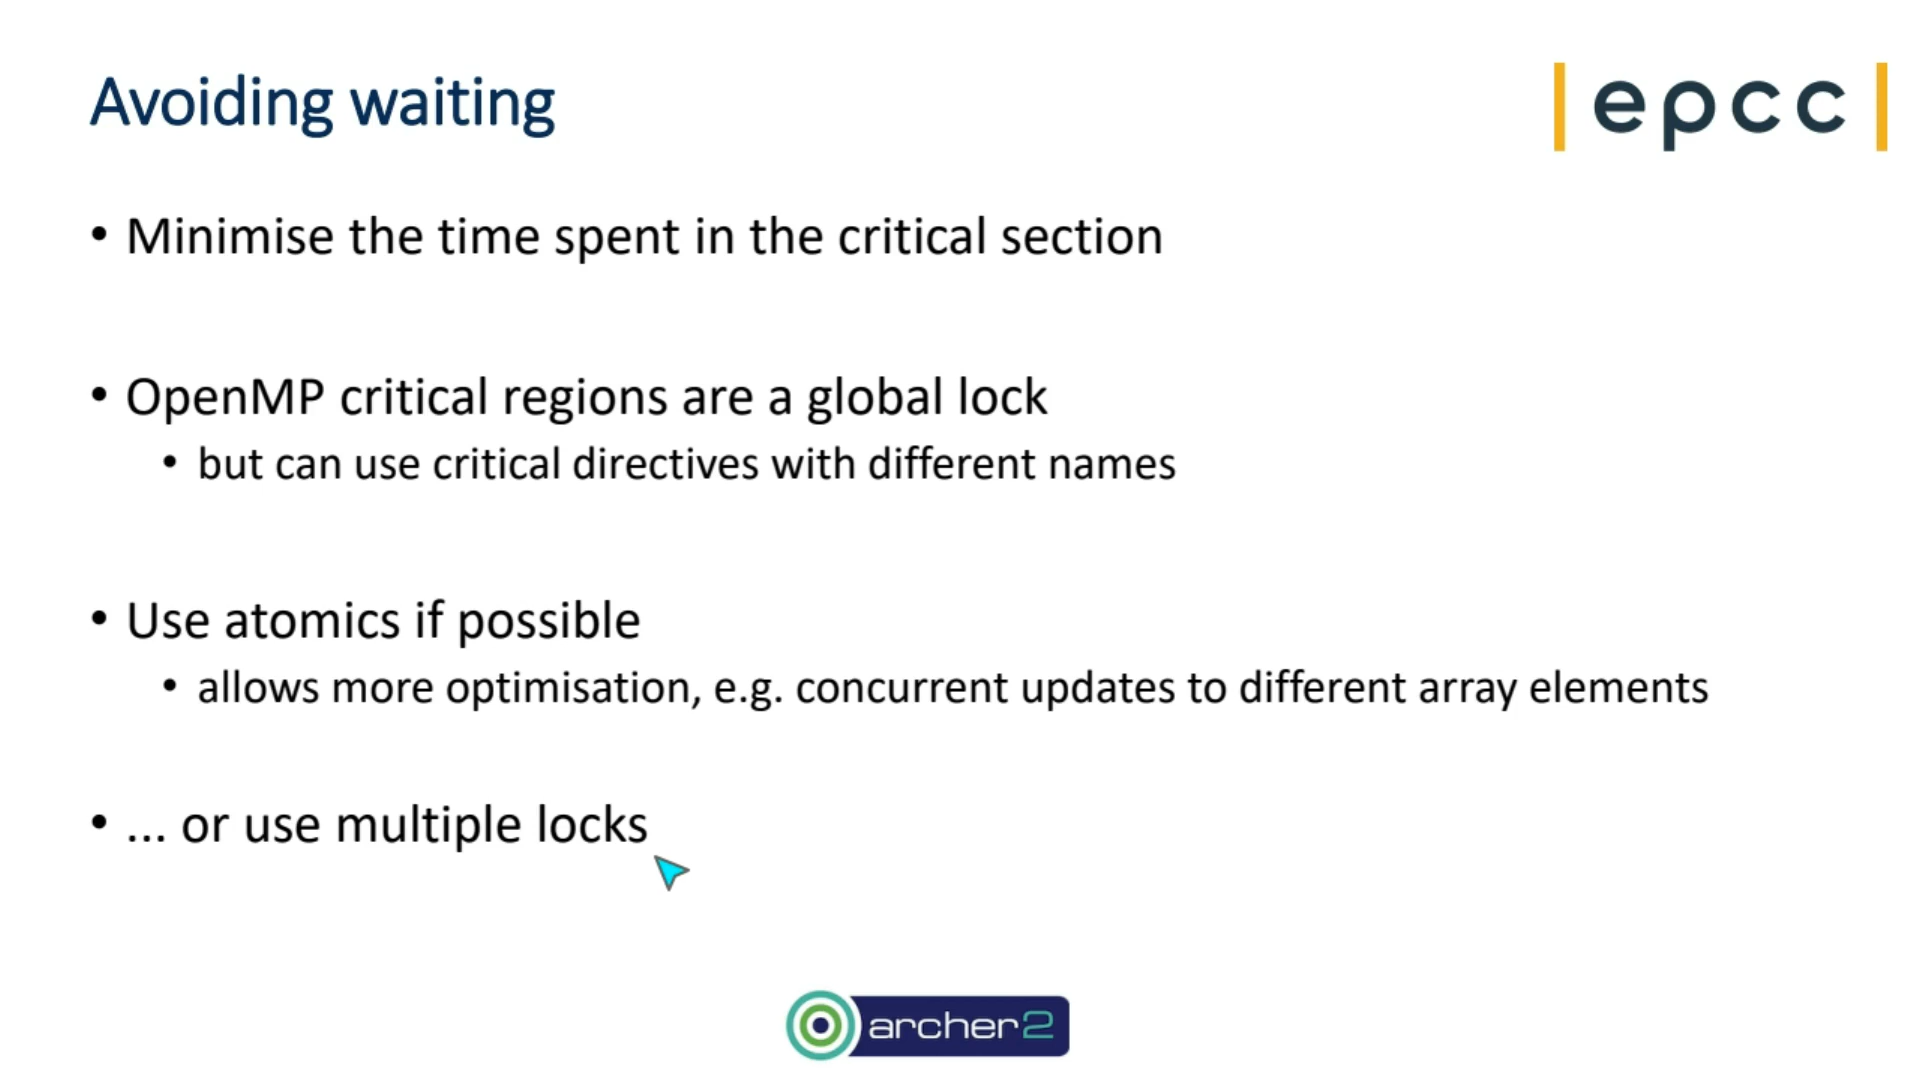 Avoiding waiting
|epcc|
• Minimise the time spent in the critical section
• OpenMP critical regions are a global lock
• but can use critical directives with different names
• Use atomics if possible
• allows more optimisation, e.g. concurrent updates to different array elements
• ... or use multiple locks
archer2